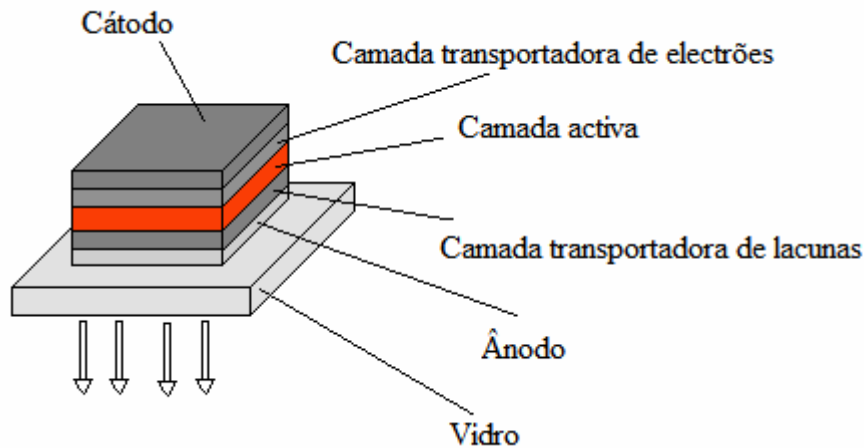 Cátodo
Camada transportadora de electrões
Camada activa
Camada transportadora de lacunas
Ânodo
Vidro